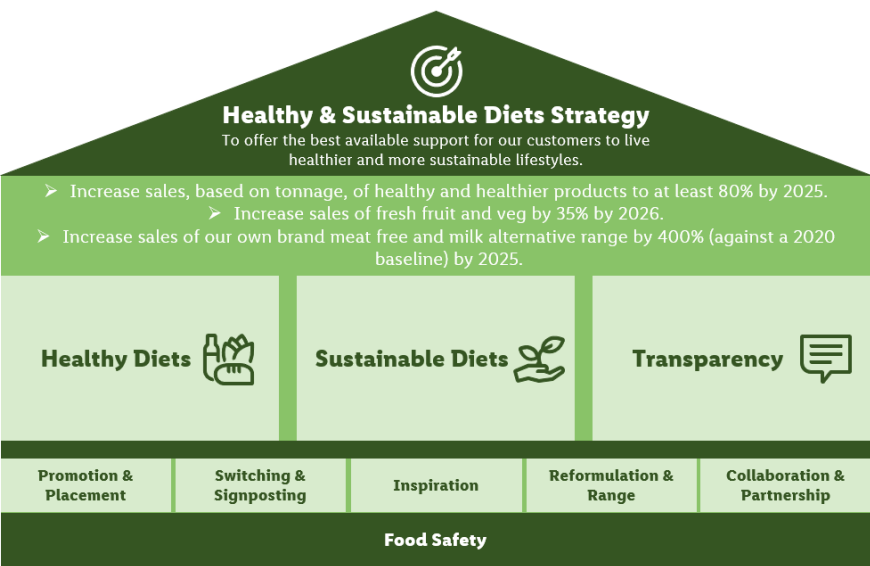 Healthy & Sustainable Diets Strategy
To offer the best available support for our customers to live
healthier and more sustainable lifestyles.
➤ Increase sales, based on tonnage, of healthy and healthier products to at least 80% by 2025.
➤ Increase sales of fresh fruit and veg by 35% by 2026.
➤ Increase sales of our own brand meat free and milk alternative range by 400% (against a 2020
baseline) by 2025.
Healthy Diets
Sustainable Diets
Transparency
Promotion &
Placement
Switching &
Signposting
Inspiration
Reformulation &
Range
Collaboration &
Partnership
Food Safety